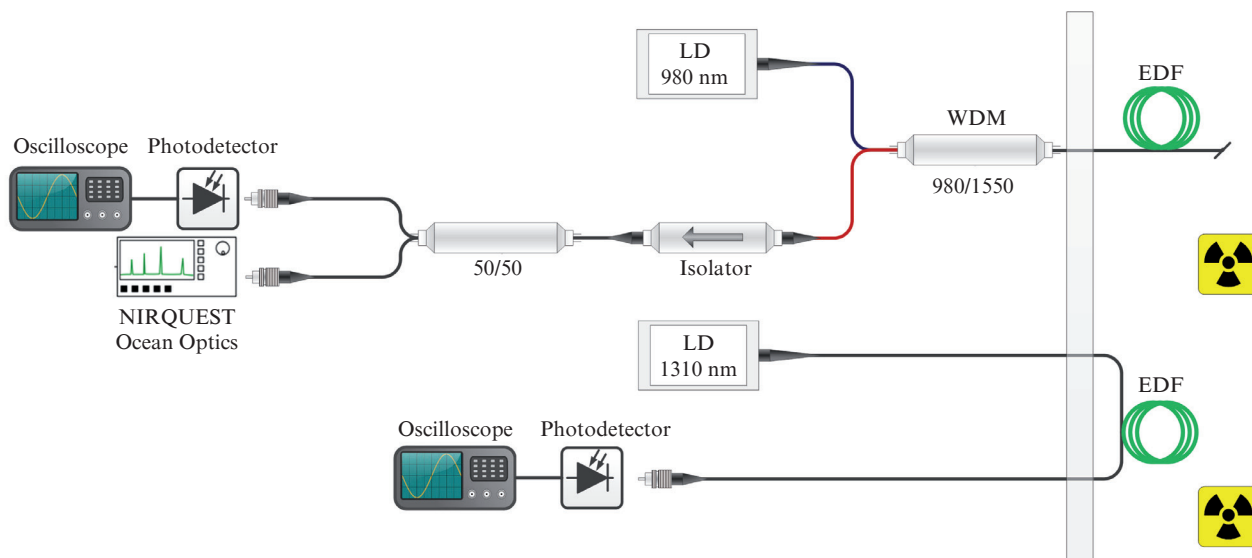 LD
980 nm
EDF
WDM
980/1550
Oscilloscope
Photodetector
50/50
Isolator
NIRQUEST
Ocean Optics
LD
1310 nm
EDF
Oscilloscope
Photodetector